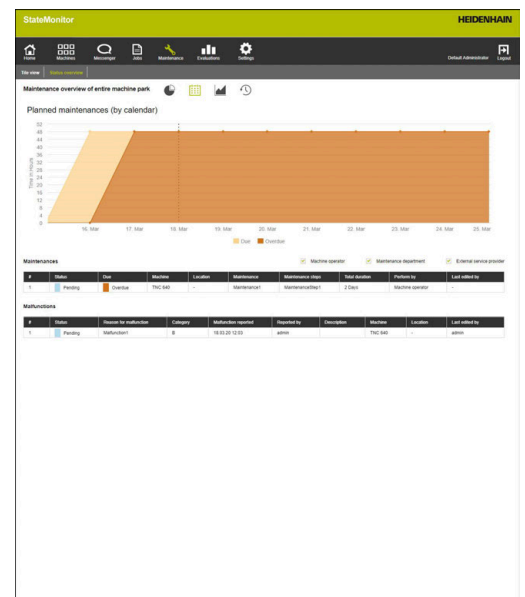 StateMonitor HEIDENHAIN
Home Machines Messenger Jobs Maintenance Evaluations Settings Default Administrator Logout
Tile view Status overview
Maintenance overview of entire machine park
Planned maintenances (by calendar)
Time in Hours
52
48
44
40
36
32
28
24
20
16
12
8
4
0
16. Mar 17. Mar 18. Mar 19. Mar 20. Mar 21. Mar 22. Mar 23. Mar 24. Mar 25. Mar
Due Overdue
Maintenances Machine operator Maintenance department External service provider
# Status Due Machine Location Maintenance Maintenance steps Total duration Perform by Last edited by
1 Pending Overdue TNC 640 - Maintenance1 MaintenanceStep1 2 Days Machine operator -
Malfunctions
# Status Reason for malfunction Category Malfunction reported Reported by Description Machine Location Last edited by
1 Pending Malfunction1 B 18.03.20 12:03 admin TNC 640 - admin